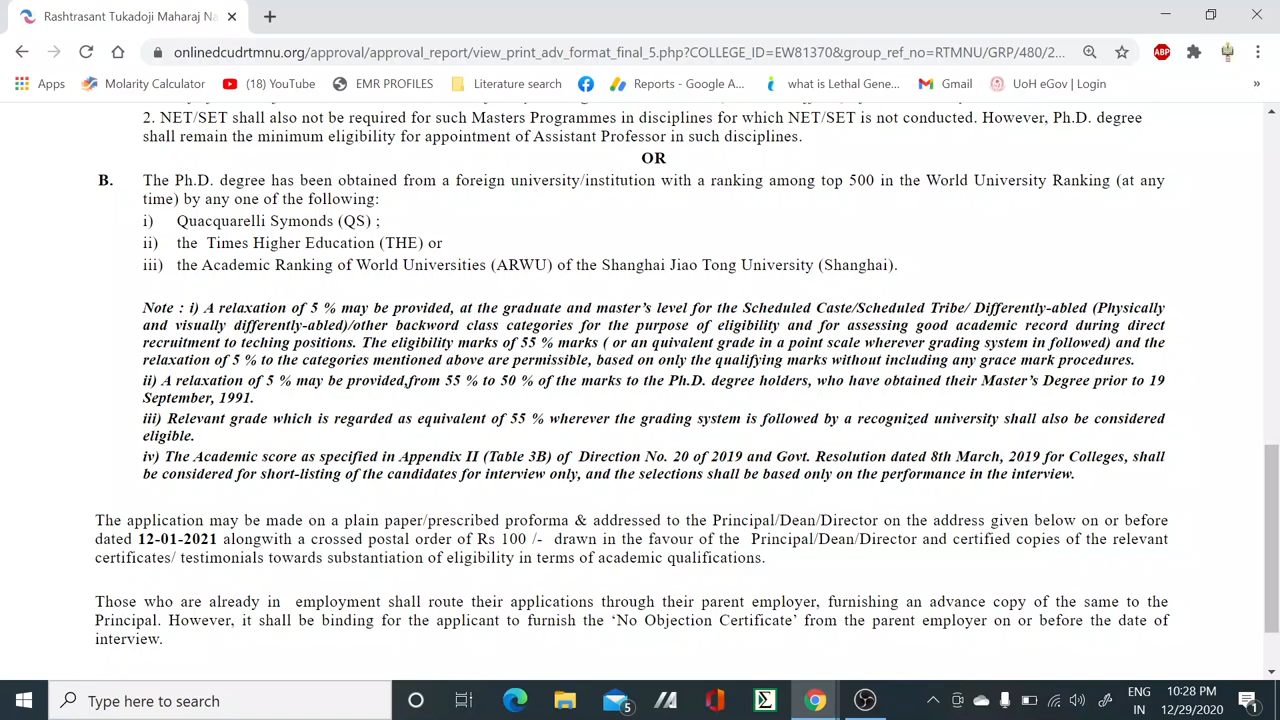 Rashtrasant Tukadoji Maharaj Na
onlinedcudrtmnu.org/approval/approval_report/view_print_adv_format_final_5.php?COLLEGE_ID=EW81370&group_ref_no=RTMNU/GRP/480/2...
ABP
Apps Molarity Calculator (18) YouTube EMR PROFILES Literature search Reports - Google A... what is Lethal Gene... Gmail UoH eGov | Login
2. NET/SET shall also not be required for such Masters Programmes in disciplines for which NET/SET is not conducted. However, Ph.D. degree
shall remain the minimum eligibility for appointment of Assistant Professor in such disciplines.
OR
B. The Ph.D. degree has been obtained from a foreign university/institution with a ranking among top 500 in the World University Ranking (at any
time) by any one of the following:
i) Quacquarelli Symonds (QS) ;
ii) the Times Higher Education (THE) or
iii) the Academic Ranking of World Universities (ARWU) of the Shanghai Jiao Tong University (Shanghai).
Note : i) A relaxation of 5 % may be provided, at the graduate and master's level for the Scheduled Caste/Scheduled Tribe/ Differently-abled (Physically
and visually differently-abled)/other backword class categories for the purpose of eligibility and for assessing good academic record during direct
recruitment to teching positions. The eligibility marks of 55 % marks ( or an quivalent grade in a point scale wherever grading system in followed) and the
relaxation of 5 % to the categories mentioned above are permissible, based on only the qualifying marks without including any grace mark procedures.
ii) A relaxation of 5 % may be provided,from 55 % to 50 % of the marks to the Ph.D. degree holders, who have obtained their Master's Degree prior to 19
September, 1991.
iii) Relevant grade which is regarded as equivalent of 55 % wherever the grading system is followed by a recognized university shall also be considered
eligible.
iv) The Academic score as specified in Appendix II (Table 3B) of Direction No. 20 of 2019 and Govt. Resolution dated 8th March, 2019 for Colleges, shall
be considered for short-listing of the candidates for interview only, and the selections shall be based only on the performance in the interview.
The application may be made on a plain paper/prescribed proforma & addressed to the Principal/Dean/Director on the address given below on or before
dated 12-01-2021 alongwith a crossed postal order of Rs 100 /- drawn in the favour of the Principal/Dean/Director and certified copies of the relevant
certificates/ testimonials towards substantiation of eligibility in terms of academic qualifications.
Those who are already in employment shall route their applications through their parent employer, furnishing an advance copy of the same to the
Principal. However, it shall be binding for the applicant to furnish the 'No Objection Certificate' from the parent employer on or before the date of
interview.
Type here to search
5
ENG
IN
10:28 PM
12/29/2020
1